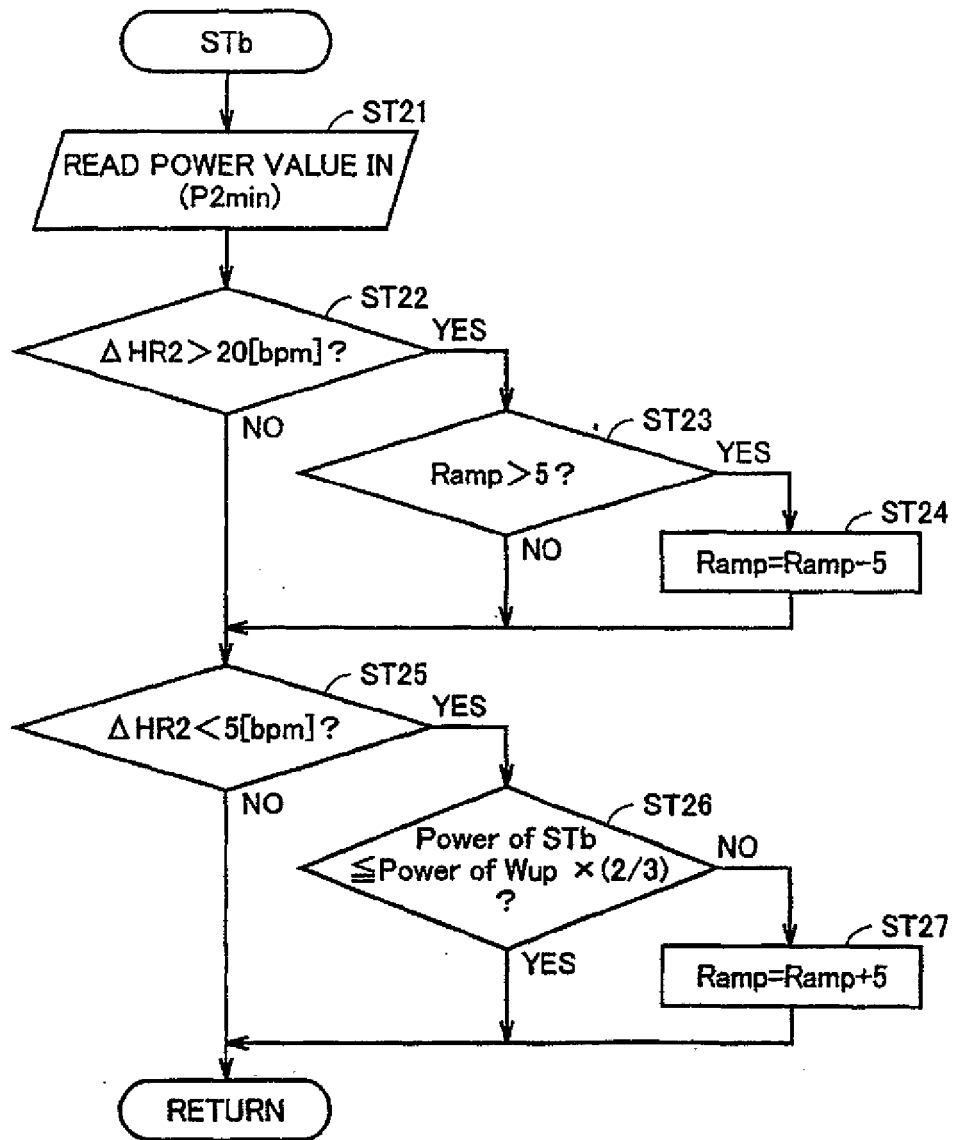 STb
ST21
READ POWER VALUE IN
(P2min)
ST22
ΔHR2>20[bpm]?
YES
NO
ST23
Ramp>5?
YES
NO
ST24
Ramp=Ramp-5
ST25
ΔHR2<5[bpm]?
YES
NO
ST26
Power of STb
≦Power of Wup ×(2/3)
?
NO
YES
ST27
Ramp=Ramp+5
RETURN